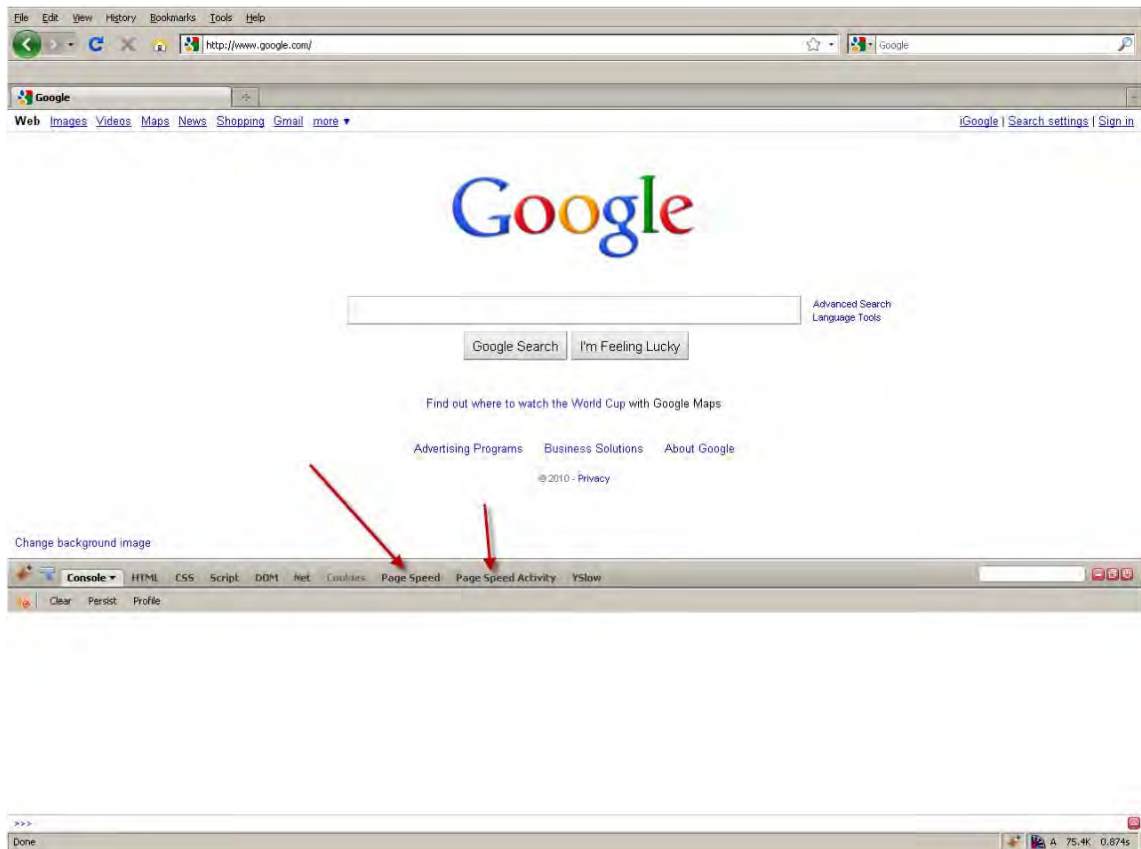 File Edit View History Bookmarks Tools Help
http://www.google.com/
Google
Google
Web Images Videos Maps News Shopping Gmail more ▼
iGoogle | Search settings | Sign in
Google
Advanced Search
Language Tools
Google Search
I'm Feeling Lucky
Find out where to watch the World Cup with Google Maps
Advertising Programs Business Solutions About Google
© 2010 - Privacy
Change background image
Console ▼ HTML CSS Script DOM Net Cookies Page Speed Page Speed Activity YSlow
Clear Persist Profile
>>>
Done
A 75.4K 0.874s